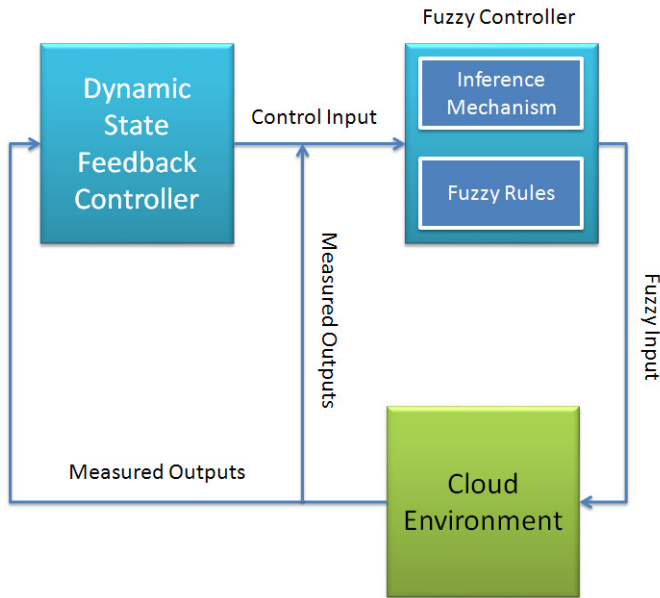 Fuzzy Controller
Dynamic
State
Feedback
Controller
Control Input
Inference
Mechanism
Fuzzy Rules
Measured Outputs
Fuzzy Input
Measured Outputs
Cloud
Environment